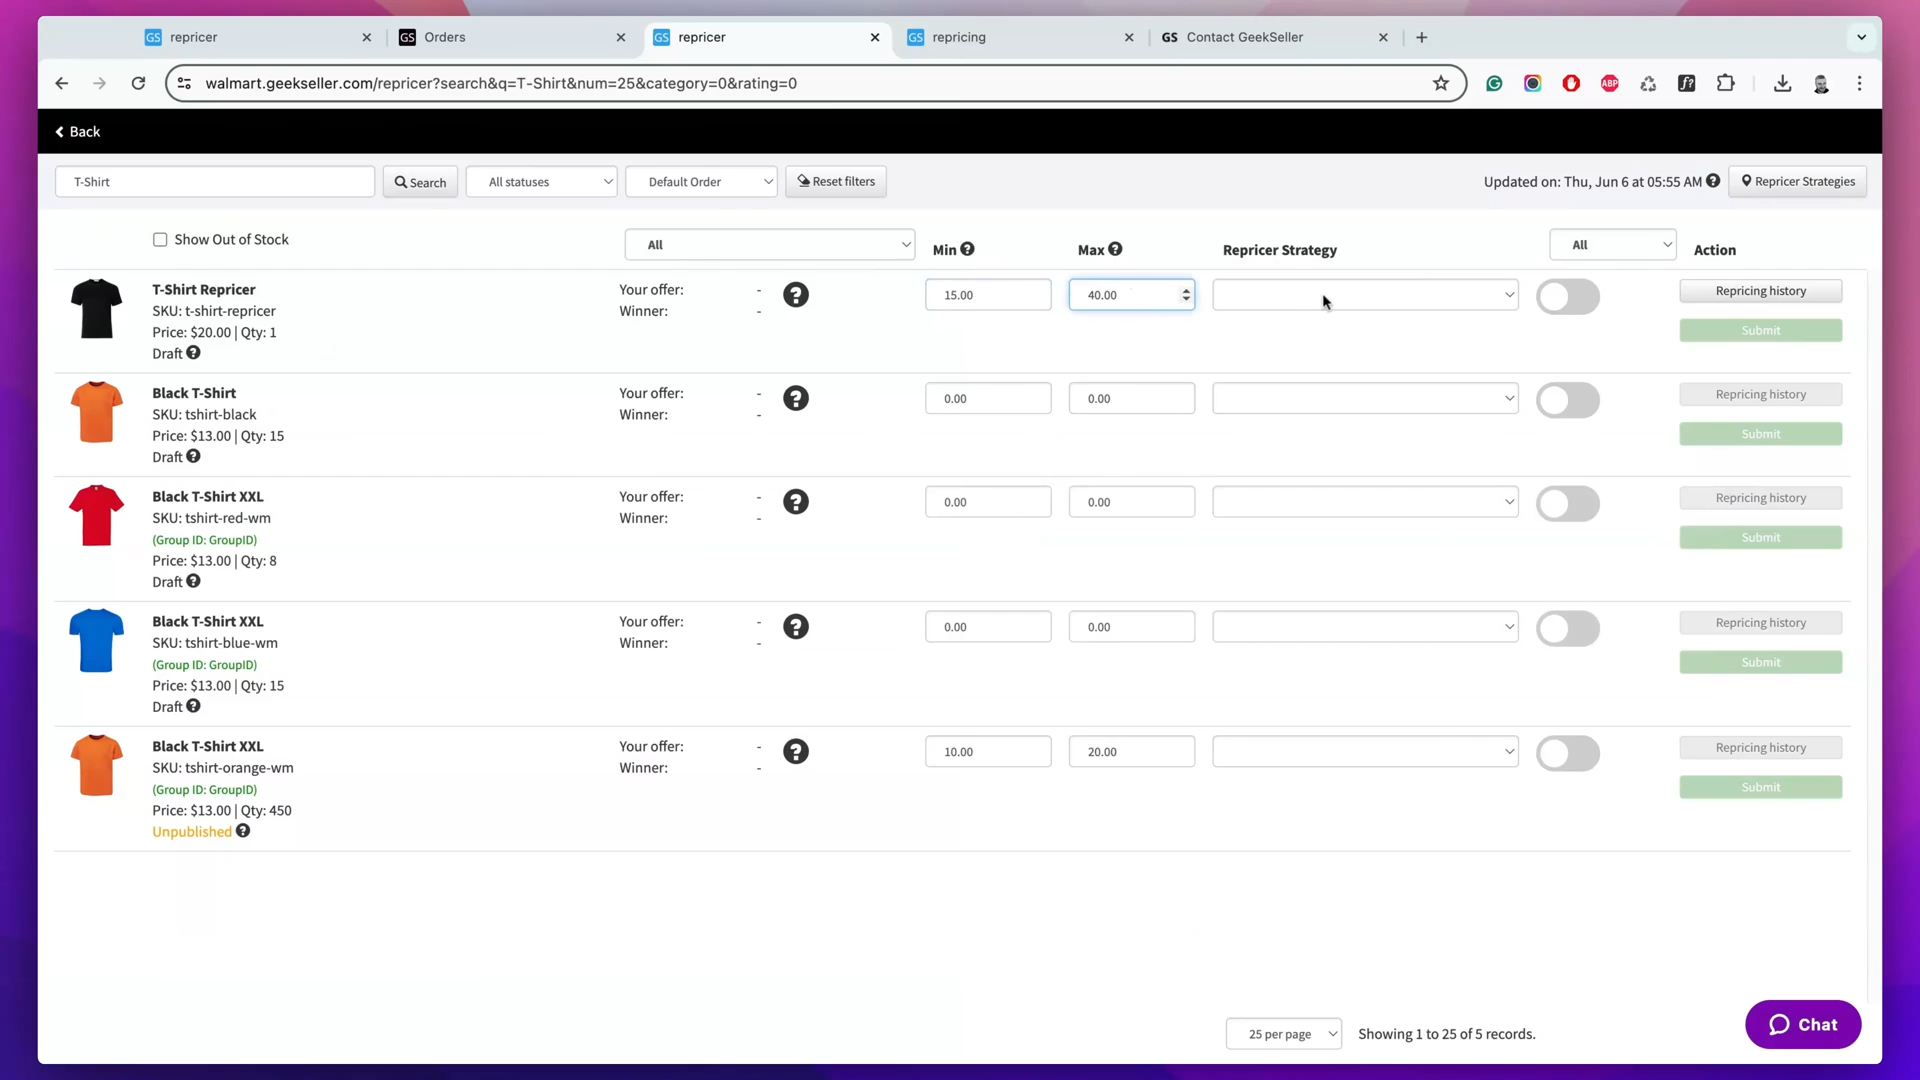 GS repricer
GS Orders
GS repricer
GS repricing
GS Contact GeekSeller
walmart.geekseller.com/repricer?search&q=T-Shirt&num=25&category=0&rating=0
ABP
f?
Back
T-Shirt
Search
All statuses
Default Order
Reset filters
Updated on: Thu, Jun 6 at 05:55 AM ?
Repricer Strategies
Show Out of Stock
All
Min ?
Max ?
Repricer Strategy
All
Action
T-Shirt Repricer
SKU: t-shirt-repricer
Price: $20.00 | Qty: 1
Draft ?
Your offer: -
Winner: -
?
15.00
40.00
Repricing history
Submit
Black T-Shirt
SKU: tshirt-black
Price: $13.00 | Qty: 15
Draft ?
Your offer: -
Winner: -
?
0.00
0.00
Repricing history
Submit
Black T-Shirt XXL
SKU: tshirt-red-wm
(Group ID: GroupID)
Price: $13.00 | Qty: 8
Draft ?
Your offer: -
Winner: -
?
0.00
0.00
Repricing history
Submit
Black T-Shirt XXL
SKU: tshirt-blue-wm
(Group ID: GroupID)
Price: $13.00 | Qty: 15
Draft ?
Your offer: -
Winner: -
?
0.00
0.00
Repricing history
Submit
Black T-Shirt XXL
SKU: tshirt-orange-wm
(Group ID: GroupID)
Price: $13.00 | Qty: 450
Unpublished ?
Your offer: -
Winner: -
?
10.00
20.00
Repricing history
Submit
25 per page
Showing 1 to 25 of 5 records.
Chat